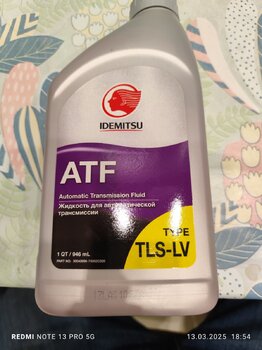 IDEMITSU
ATF
Automatic Transmission Fluid
Жидкость для автоматической
трансмиссии
TYPE
TLS-LV
1 QT / 946 mL
REDMI NOTE 13 PRO 5G
13.03.2025 00:54